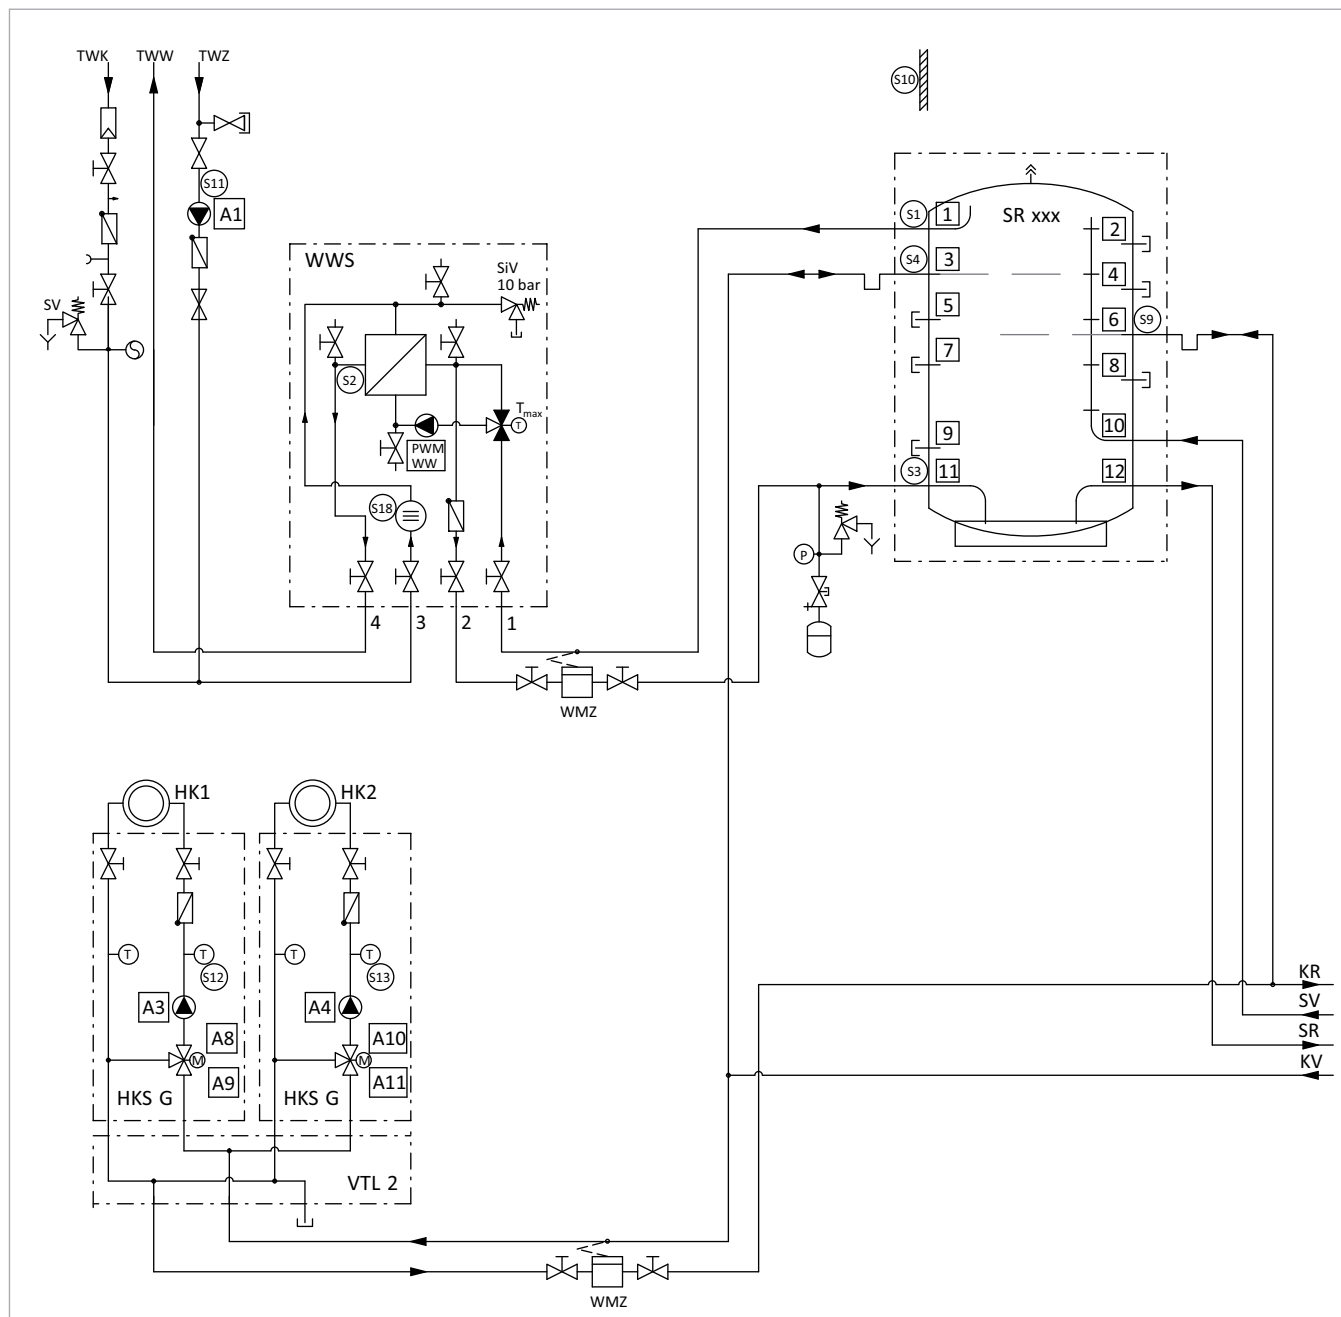 TWK TWW TWZ
S10
S11
A1
S1 1 SR xxx
2
WWS
SiV
10 bar
S4 3
4
SV
5
6 S9
S2
7
8
T max
T
PWM
WW
9
10
S3 11
12
S18
P
4 3 2 1
WMZ
HK1 HK2
T T T T
S12 S13
KR
A3 A4
SV
A8 A10
SR
M M
A9 A11
KV
HKS G HKS G
VTL 2
WMZ